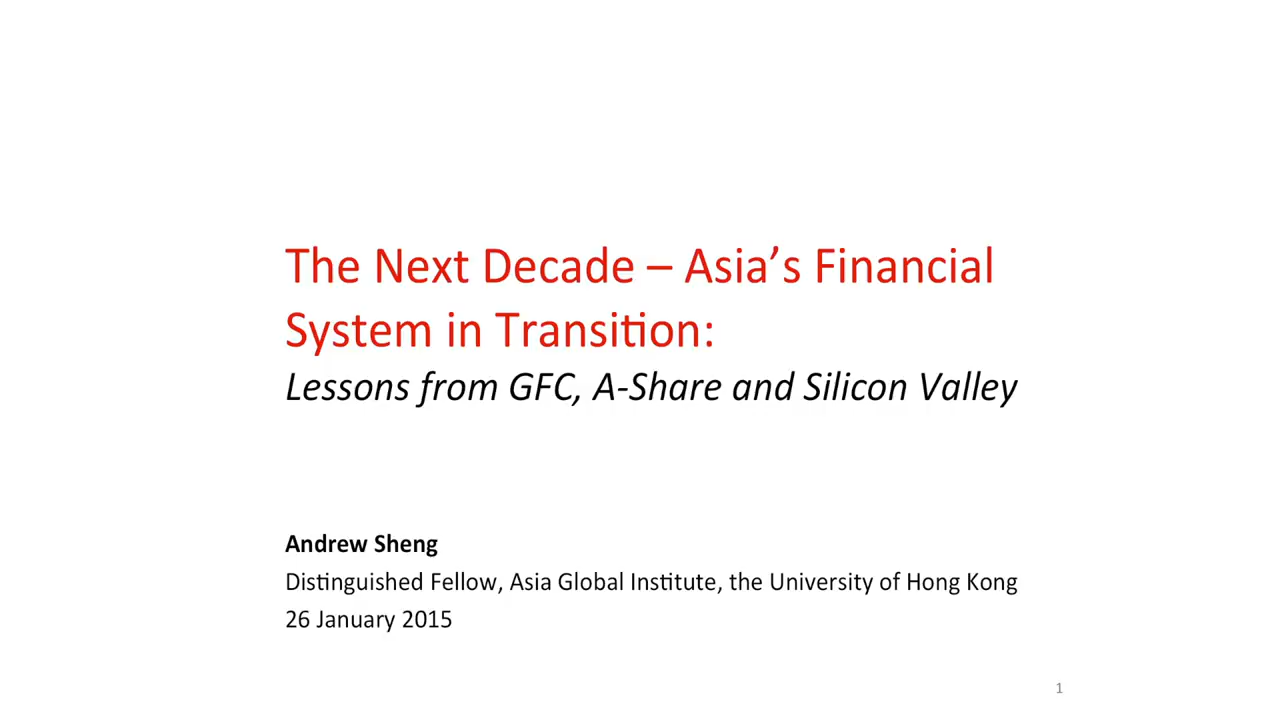 The Next Decade – Asia’s Financial
System in Transition:
Lessons from GFC, A-Share and Silicon Valley
Andrew Sheng
Distinguished Fellow, Asia Global Institute, the University of Hong Kong
26 January 2015
1